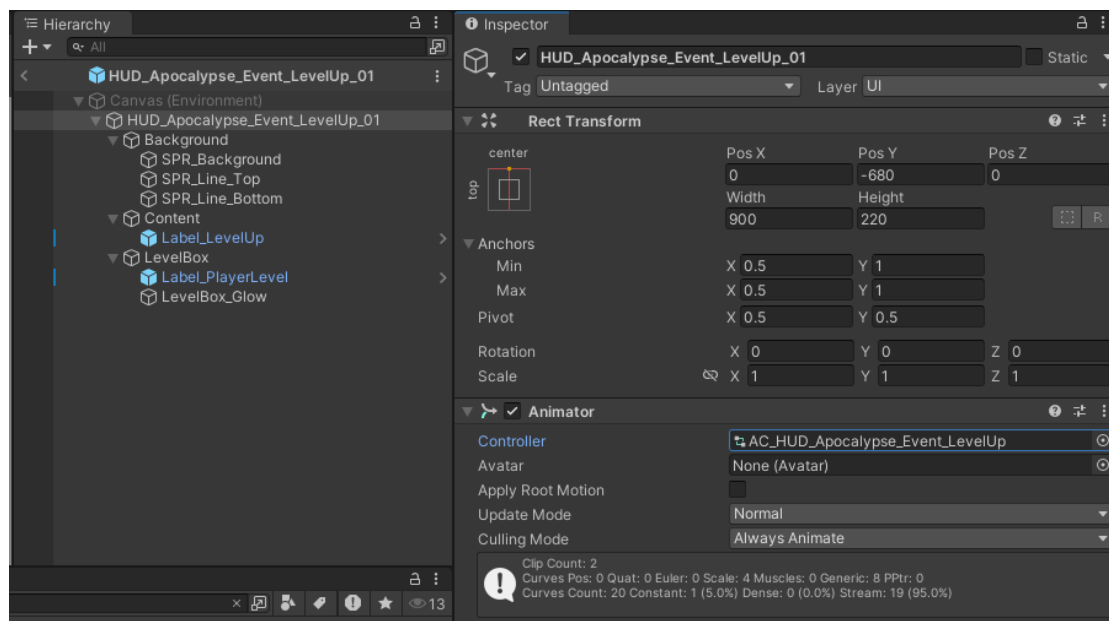 Hierarchy
All
HUD_Apocalypse_Event_LevelUp_01
Canvas (Environment)
HUD_Apocalypse_Event_LevelUp_01
Background
SPR_Background
SPR_Line_Top
SPR_Line_Bottom
Content
Label_LevelUp
LevelBox
Label_PlayerLevel
LevelBox_Glow
13
Inspector
HUD_Apocalypse_Event_LevelUp_01 Static
Tag Untagged Layer UI
Rect Transform
center Pos X Pos Y Pos Z
top 0 -680 0
Width Height
900 220 R
Anchors
Min X 0.5 Y 1
Max X 0.5 Y 1
Pivot X 0.5 Y 0.5
Rotation X 0 Y 0 Z 0
Scale X 1 Y 1 Z 1
Animator
Controller AC_HUD_Apocalypse_Event_LevelUp
Avatar None (Avatar)
Apply Root Motion
Update Mode Normal
Culling Mode Always Animate
Clip Count: 2
Curves Pos: 0 Quat: 0 Euler: 0 Scale: 4 Muscles: 0 Generic: 8 PPtr: 0
Curves Count: 20 Constant: 1 (5.0%) Dense: 0 (0.0%) Stream: 19 (95.0%)